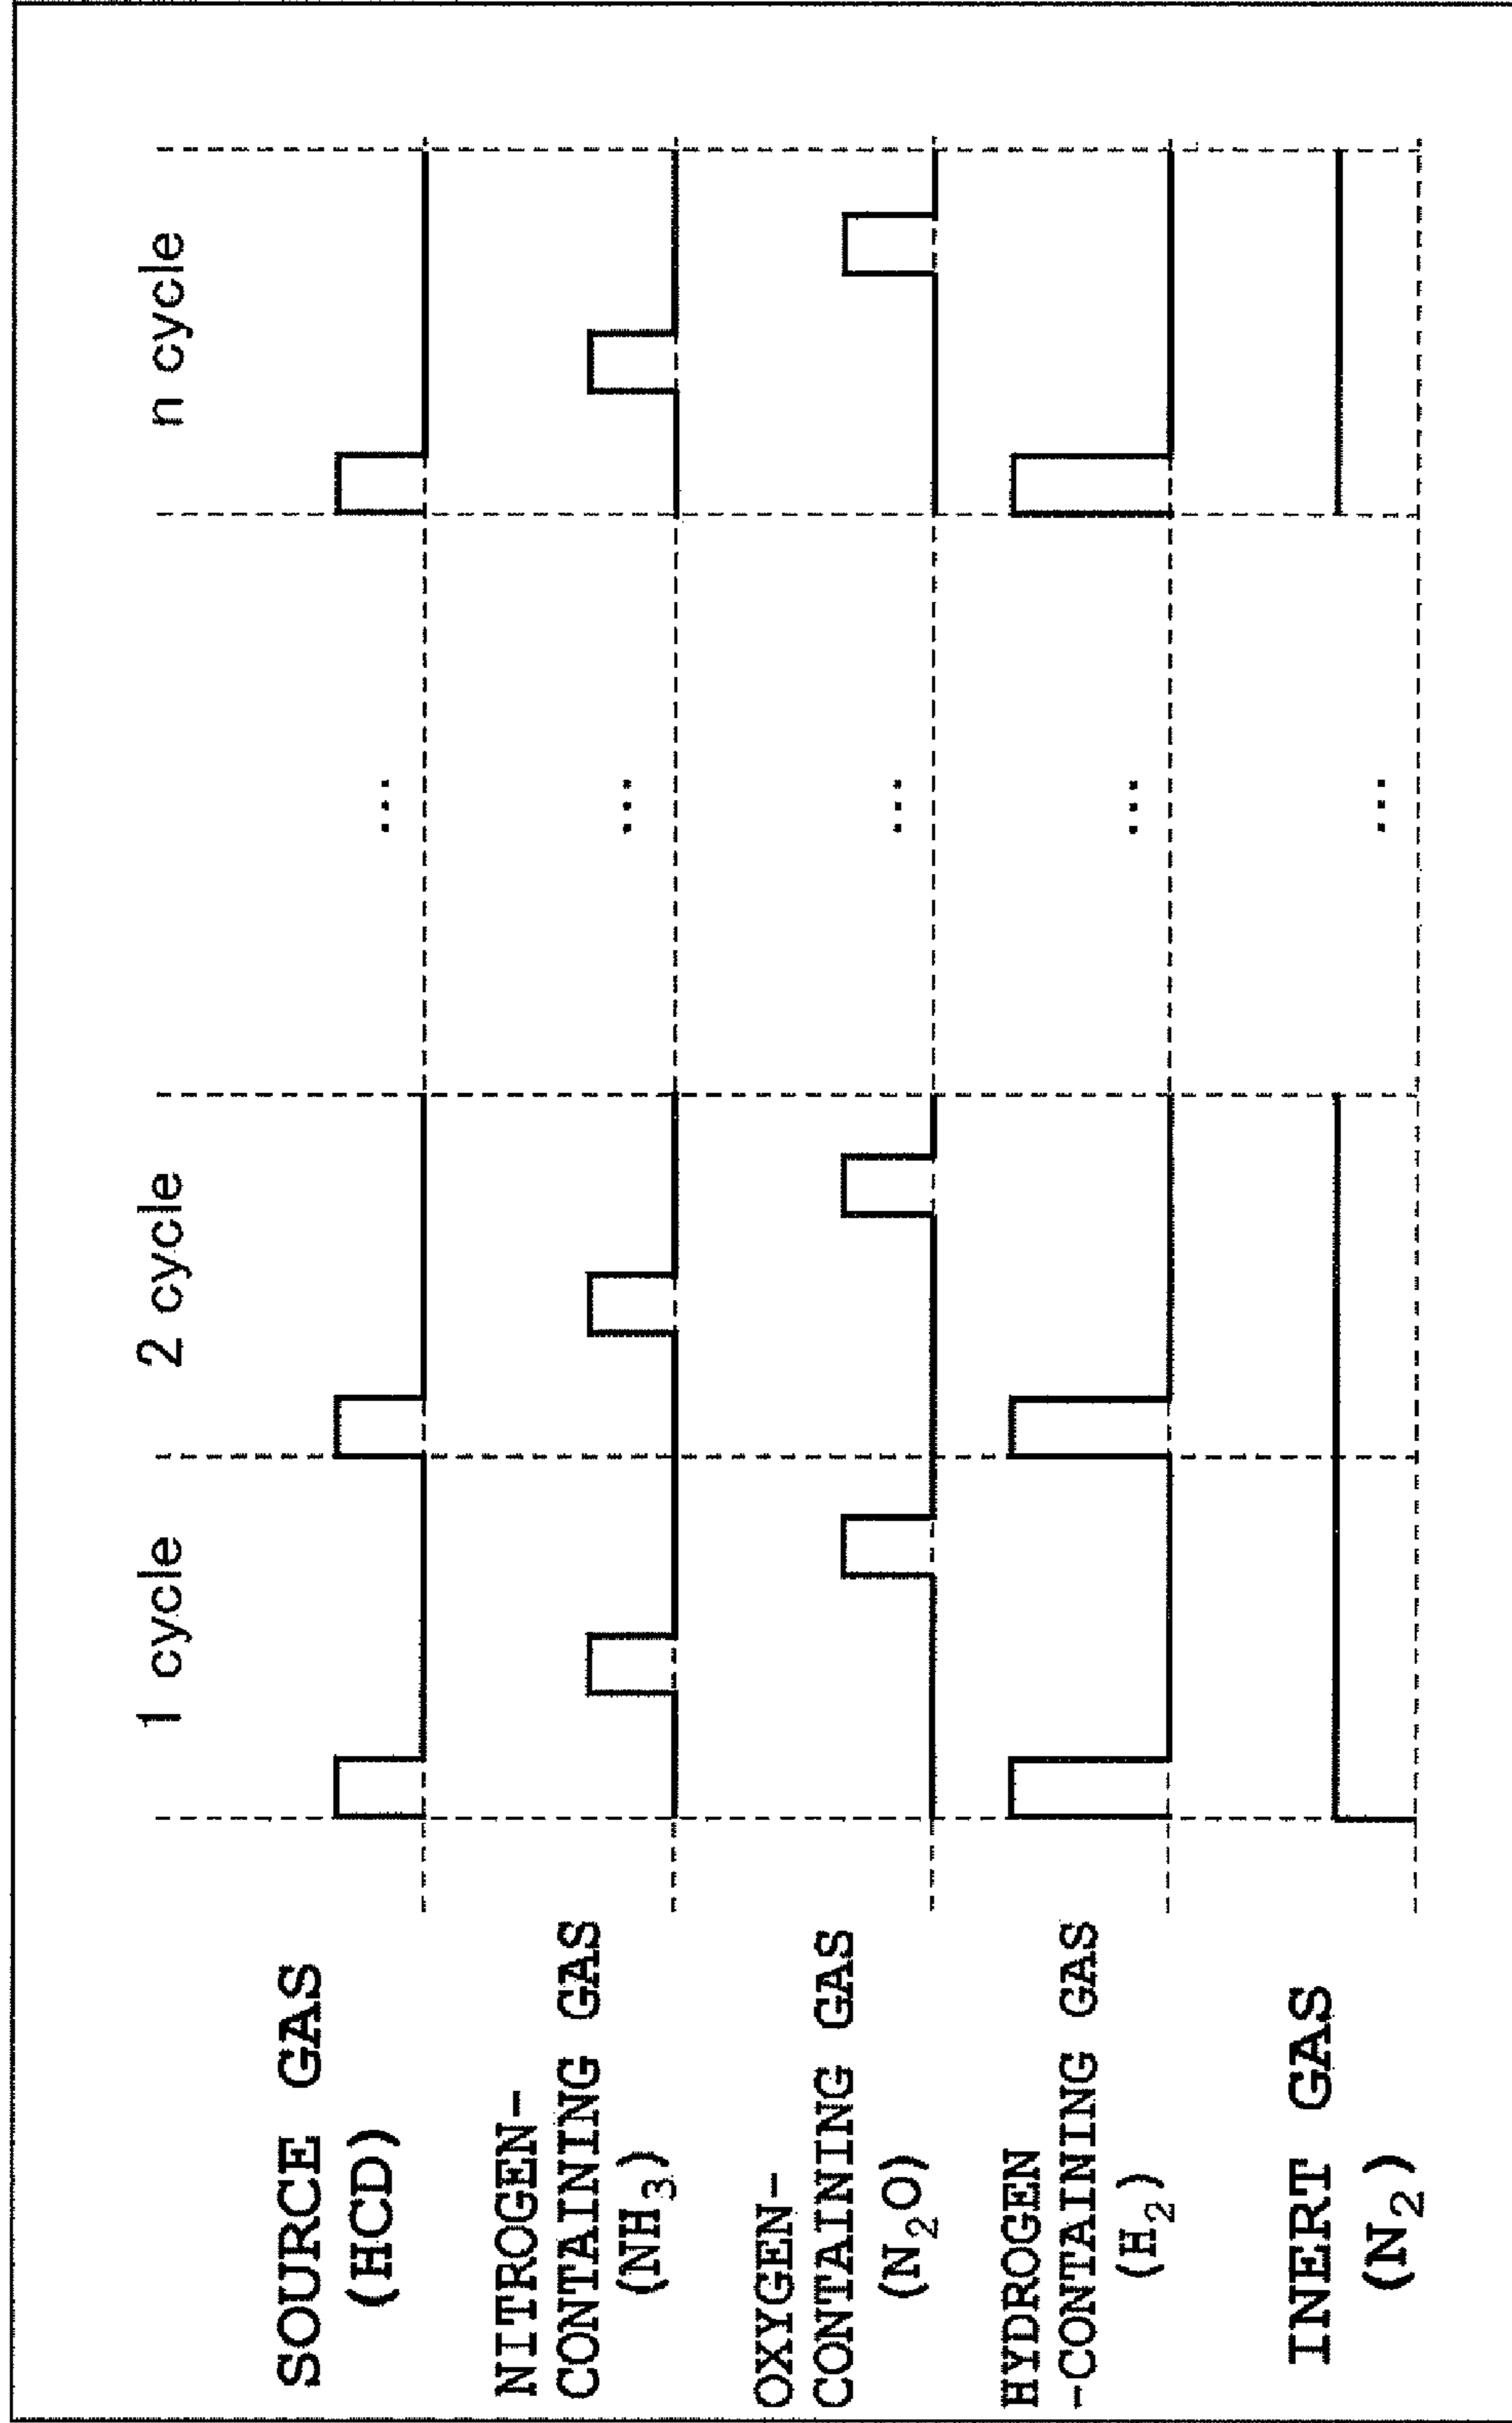 1 cycle 2 cycle n cycle
SOURCE GAS
(HCD)
...
NITROGEN-
CONTAINING GAS
(NH₃)
...
OXYGEN-
CONTAINING GAS
(N₂O)
...
HYDROGEN
-CONTAINING GAS
(H₂)
...
INERT GAS
(N₂)
...